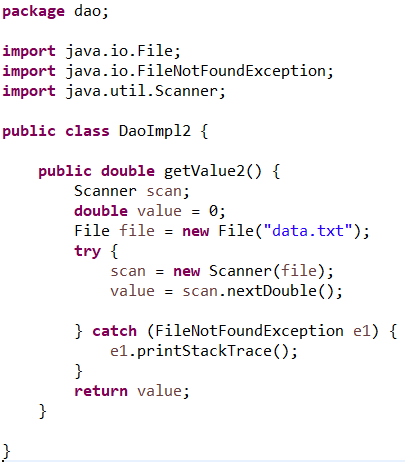 package dao;
import java.io.File;
import java.io.FileNotFoundException;
import java.util.Scanner;
public class DaoImpl2 {
public double getValue2() {
Scanner scan;
double value = 0;
File file = new File("data.txt");
try {
scan = new Scanner(file);
value = scan.nextDouble();
} catch (FileNotFoundException e1) {
e1.printStackTrace();
}
return value;
}
}